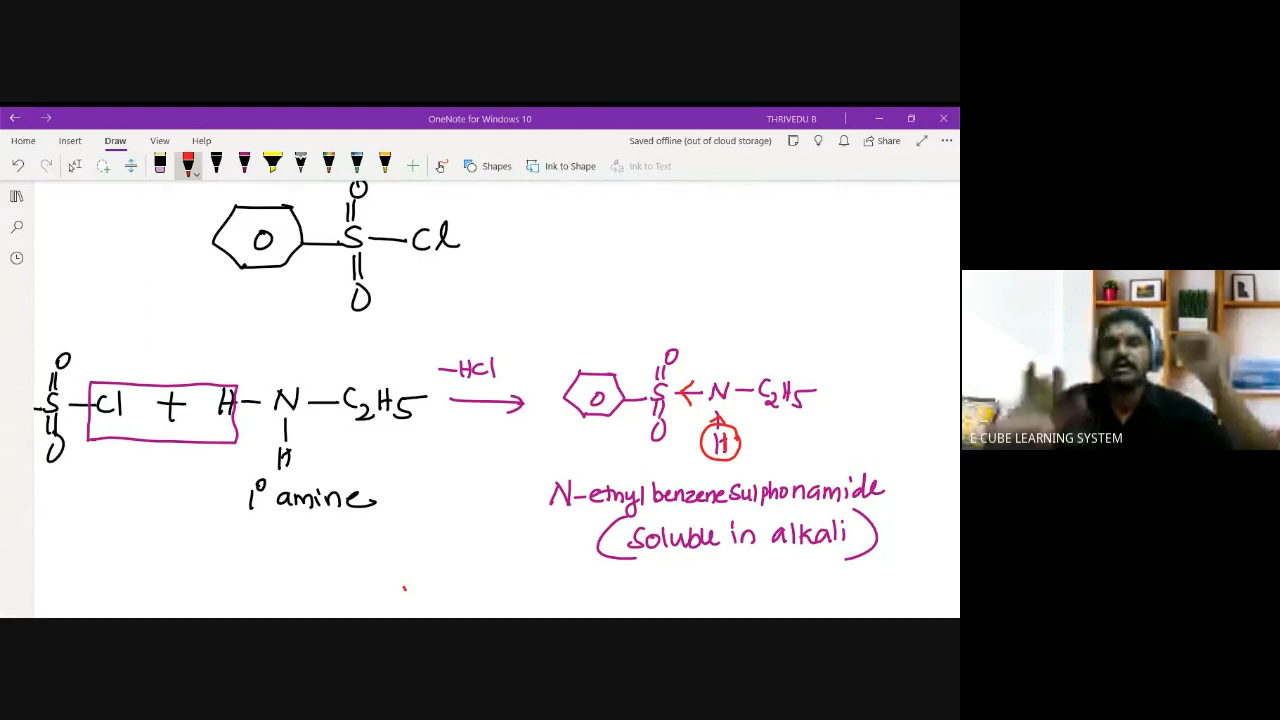 OneNote for Windows 10
THRIVEDU B
Home Insert Draw View Help
Saved offline (out of cloud storage)
Share
Shapes
Ink to Shape
Ink to Text
O
S — Cl
O
O
O
S — Cl + H — N — C2H5
O
H
1° amine
—HCl
O
S N — C2H5
O
O
H
N-ethyl benzene sulphonamide
(soluble in alkali)
E CUBE LEARNING SYSTEM